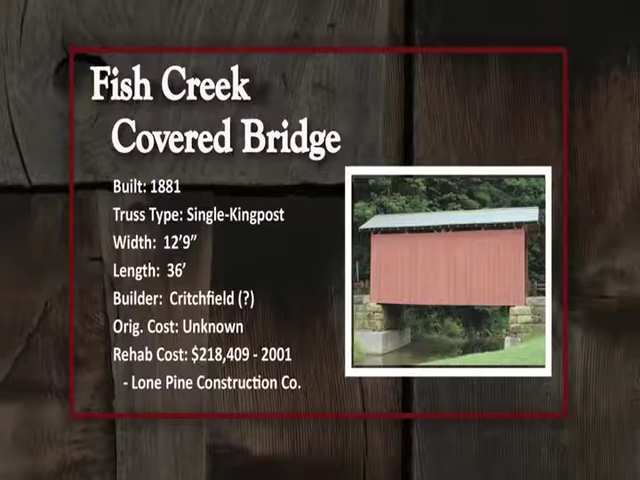 Fish Creek
Covered Bridge
Built: 1881
Truss Type: Single-Kingpost
Width: 12'9"
Length: 36'
Builder: Critchfield (?)
Orig. Cost: Unknown
Rehab Cost: $218,409 - 2001
- Lone Pine Construction Co.